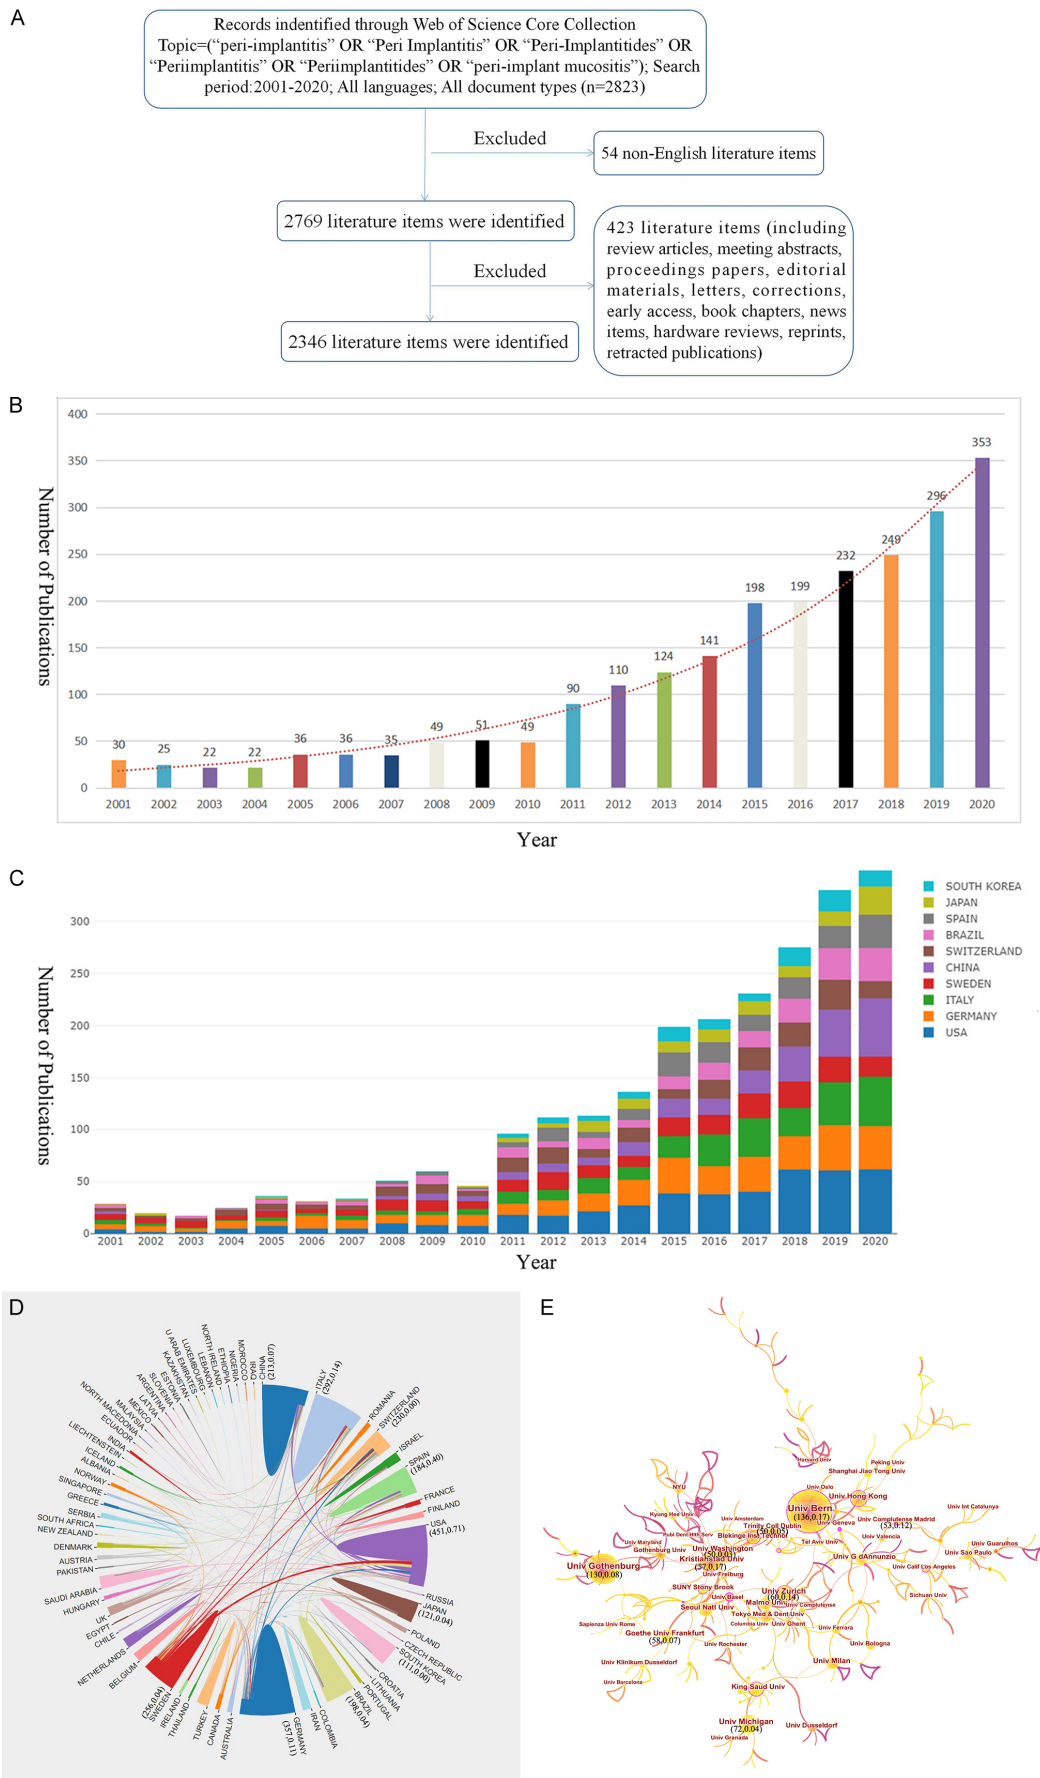 A
Records indentified through Web of Science Core Collection
Topic=(“peri-implantitis” OR “Peri Implantitis” OR “Peri-Implantitides” OR
“Periimplantitis” OR “Periimplantitides” OR “peri-implant mucositis”); Search
period:2001-2020; All languages; All document types (n=2823)
Excluded
54 non-English literature items
2769 literature items were identified
Excluded
423 literature items (including
review articles, meeting abstracts,
proceedings papers, editorial
materials, letters, corrections,
early access, book chapters, news
items, hardware reviews, reprints,
retracted publications)
2346 literature items were identified
B
Number of Publications
400
350
300
250
200
150
100
50
0
30
25
22
22
36
36
35
49
51
49
90
110
124
141
198
199
232
249
296
353
2001 2002 2003 2004 2005 2006 2007 2008 2009 2010 2011 2012 2013 2014 2015 2016 2017 2018 2019 2020
Year
C
Number of Publications
300
250
200
150
100
50
0
2001 2002 2003 2004 2005 2006 2007 2008 2009 2010 2011 2012 2013 2014 2015 2016 2017 2018 2019 2020
Year
SOUTH KOREA
JAPAN
SPAIN
BRAZIL
SWITZERLAND
CHINA
SWEDEN
ITALY
GERMANY
USA
D
CHINA
(213,0.07)
ITALY
(292,0.14)
ROMANIA
SWITZERLAND
(230,0.00)
ISRAEL
SPAIN
(184,0.40)
FRANCE
FINLAND
USA
(451,0.71)
RUSSIA
JAPAN
(121,0.04)
POLAND
CZECH REPUBLIC
SOUTH KOREA
(111,0.00)
CROATIA
LITHUANIA
PORTUGAL
BRAZIL
(198,0.04)
COLOMBIA
IRAN
GERMANY
(357,0.11)
AUSTRALIA
CANADA
TURKEY
THAILAND
IRELAND
SWEDEN
(256,0.04)
BELGIUM
NETHERLANDS
CHILE
EGYPT
UK
HUNGARY
SAUDI ARABIA
PAKISTAN
AUSTRIA
DENMARK
NEW ZEALAND
SOUTH AFRICA
SERBIA
GREECE
SINGAPORE
NORWAY
ALBANIA
ICELAND
LIECHTENSTEIN
INDIA
ECUADOR
NORTH MACEDONIA
MALAYSIA
MEXICO
LATVIA
ARGENTINA
SLOVENIA
ESTONIA
KAZAKHSTAN
U ARAB EMIRATES
LUXEMBOURG
LEBANON
NORTH IRELAND
ETHIOPIA
NIGERIA
MOROCCO
IRAQ
E
Harvard Univ
Peking Univ
Shanghai Jiao Tong Univ
NYU
Univ Oslo
Univ Hong Kong
Univ Bern
(136,0.17)
Univ Int Catalunya
Kyung Hee Univ
Univ Amsterdam
Trinity Coll Dublin
(50,0.05)
Univ Geneva
Univ Complutense Madrid
(53,0.12)
Publ Dent Hlth Serv
Blekinge Inst Technol
Univ Valencia
Univ Maryland
Tel Aviv Univ
Univ Guarulhos
Gothenburg Univ
Univ Washington
(50,0.03)
Univ Sao Paulo
Kristianstad Univ
(57,0.17)
Univ G dAnnunzio
Univ Gothenburg
(130,0.08)
Univ Calif Los Angeles
Univ Freiburg
SUNY Stony Brook
Univ Zurich
(60,0.14)
Sichuan Univ
Univ Basel
Malmo Univ
Univ Complutense
Seoul Natl Univ
Tokyo Med & Dent Univ
Sapienza Univ Rome
Columbia Univ
Univ Ghent
Univ Ferrara
Goethe Univ Frankfurt
(58,0.07)
Univ Rochester
Univ Bologna
Univ Klinikum Dusseldorf
Univ Milan
Univ Barcelona
King Saud Univ
Univ Michigan
(72,0.04)
Univ Dusseldorf
Univ Granada